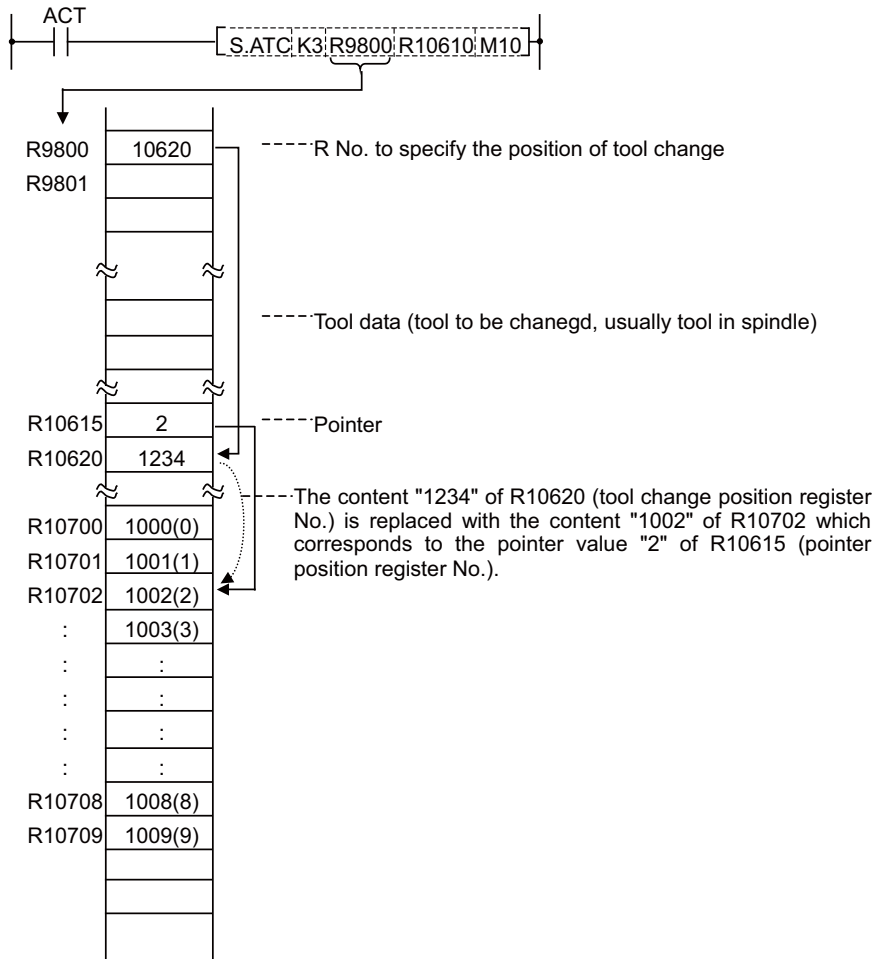 ACT
S.ATC K3 R9800 R10610 M10
R9800 10620 R No. to specify the position of tool change
R9801
Tool data (tool to be chanegd, usually tool in spindle)
R10615 2 Pointer
R10620 1234
The content "1234" of R10620 (tool change position register
No.) is replaced with the content "1002" of R10702 which
corresponds to the pointer value "2" of R10615 (pointer
position register No.).
R10700 1000(0)
R10701 1001(1)
R10702 1002(2)
: 1003(3)
: :
: :
: :
: :
R10708 1008(8)
R10709 1009(9)